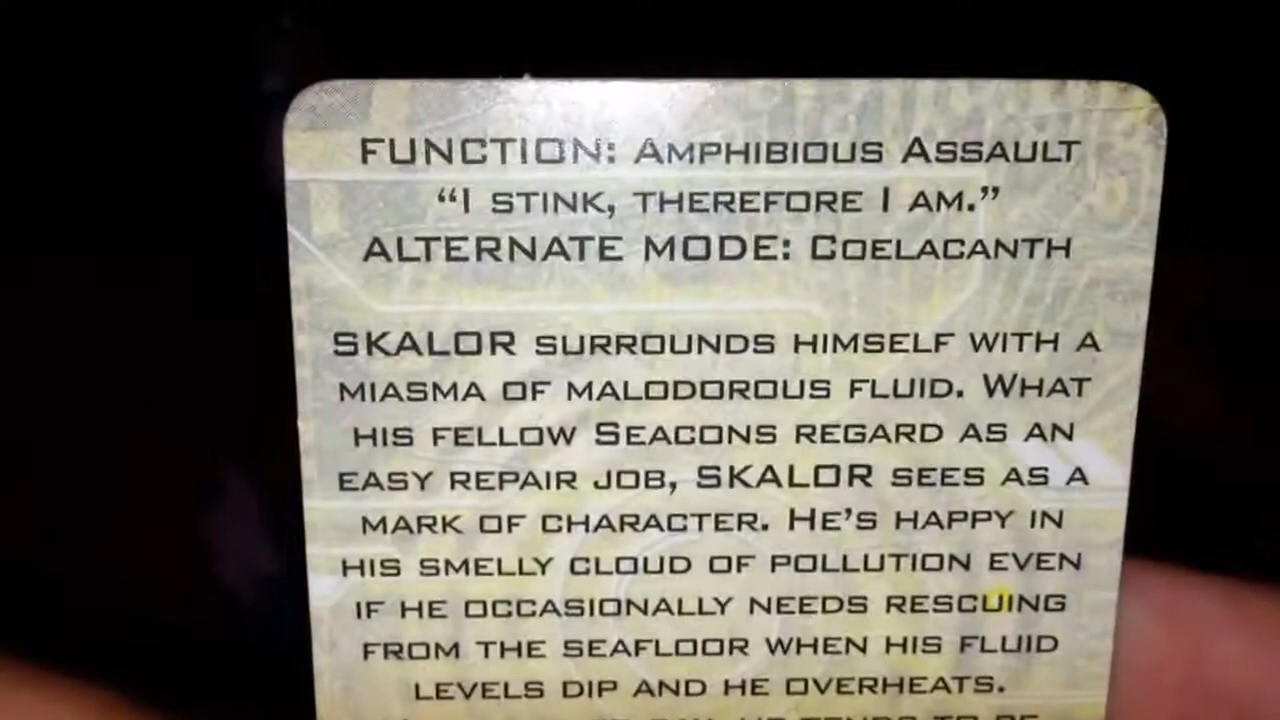 FUNCTION: AMPHIBIOUS ASSAULT
“I STINK, THEREFORE I AM.”
ALTERNATE MODE: COELACANTH
SKALOR SURROUNDS HIMSELF WITH A
MIASMA OF MALODOROUS FLUID. WHAT
HIS FELLOW SEACONS REGARD AS AN
EASY REPAIR JOB, SKALOR SEES AS A
MARK OF CHARACTER. HE’S HAPPY IN
HIS SMELLY CLOUD OF POLLUTION EVEN
IF HE OCCASIONALLY NEEDS RESCUING
FROM THE SEAFLOOR WHEN HIS FLUID
LEVELS DIP AND HE OVERHEATS.